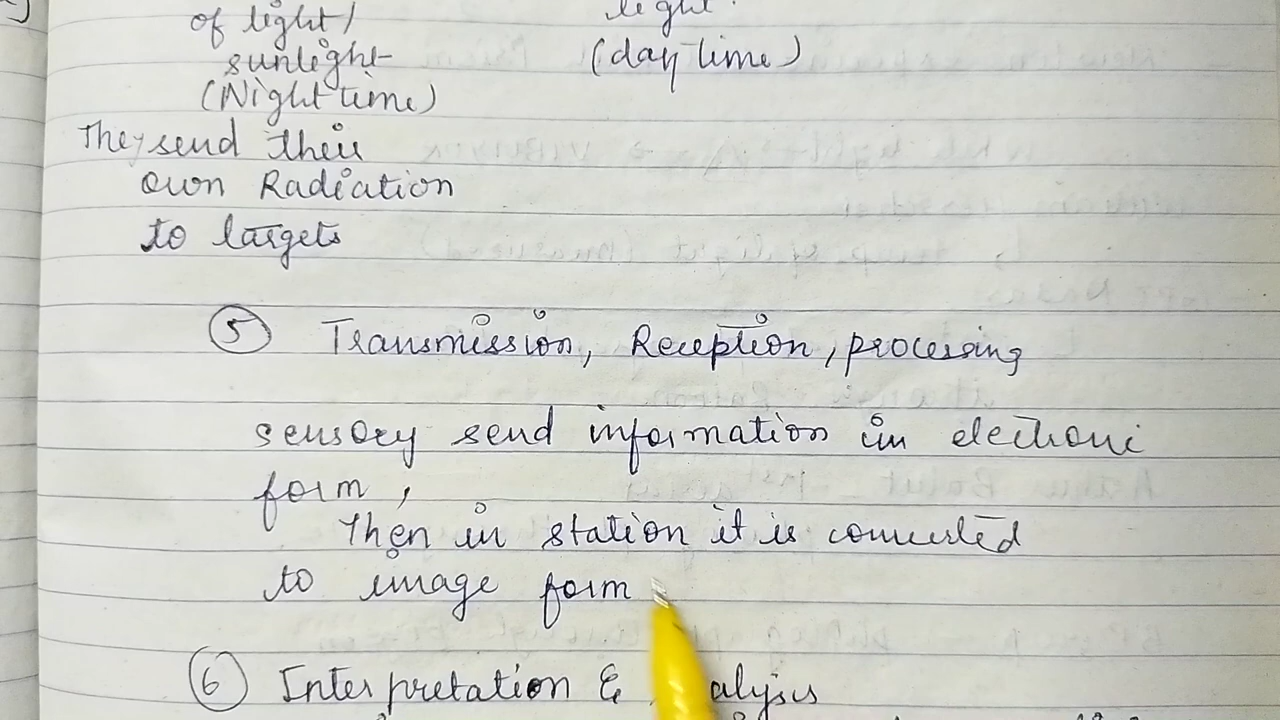 of light / light.
sunlight (day time)
(Night time)
They send their
own Radiation
to targets
⑤ Transmission, Reception, processing
sensory send information in electronic
form,
Then in station it is converted
to image form
⑥ Interpretation &